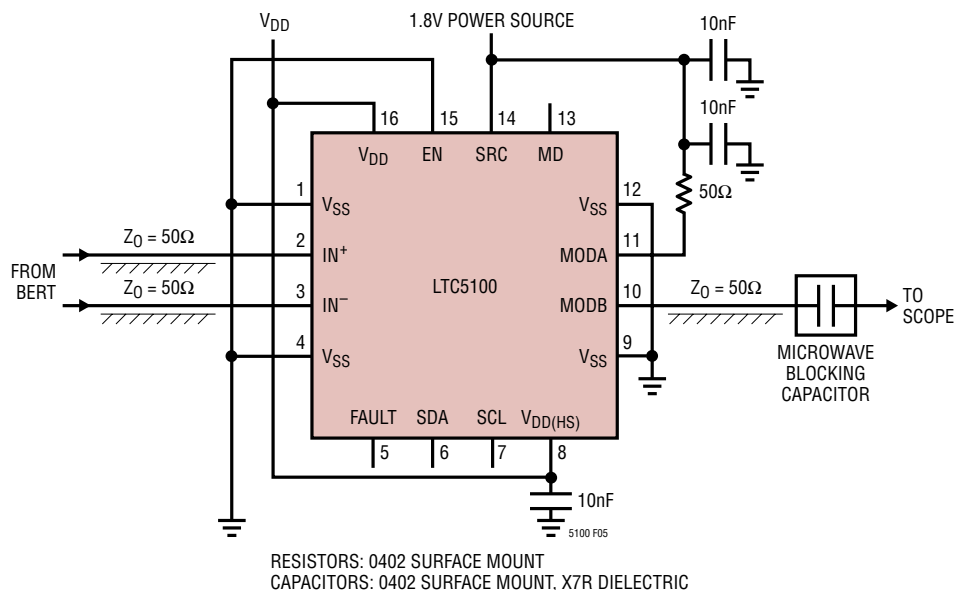 VDD
1.8V POWER SOURCE
10nF
10nF
16
15
14
13
VDD
EN
SRC
MD
50Ω
1
VSS
VSS
12
Z0 = 50Ω
2
IN+
MODA
11
FROM
BERT
LTC5100
Z0 = 50Ω
3
IN−
MODB
10
Z0 = 50Ω
TO
SCOPE
4
VSS
VSS
9
MICROWAVE
BLOCKING
CAPACITOR
FAULT
SDA
SCL
VDD(HS)
5
6
7
8
10nF
5100 F05
RESISTORS: 0402 SURFACE MOUNT
CAPACITORS: 0402 SURFACE MOUNT, X7R DIELECTRIC